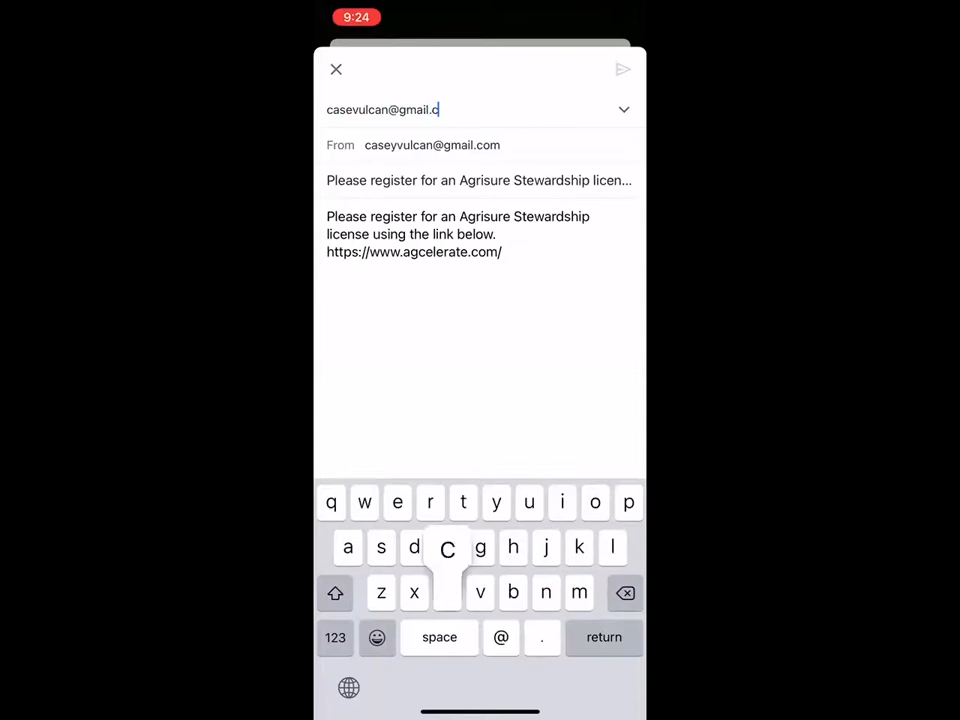 9:24
casevulcan@gmail.c
From caseyvulcan@gmail.com
Please register for an Agrisure Stewardship licen...
Please register for an Agrisure Stewardship
license using the link below.
https://www.agcelerate.com/
q w e r t y u i o p
a s d C g h j k l
z x v b n m
123 space @ . return